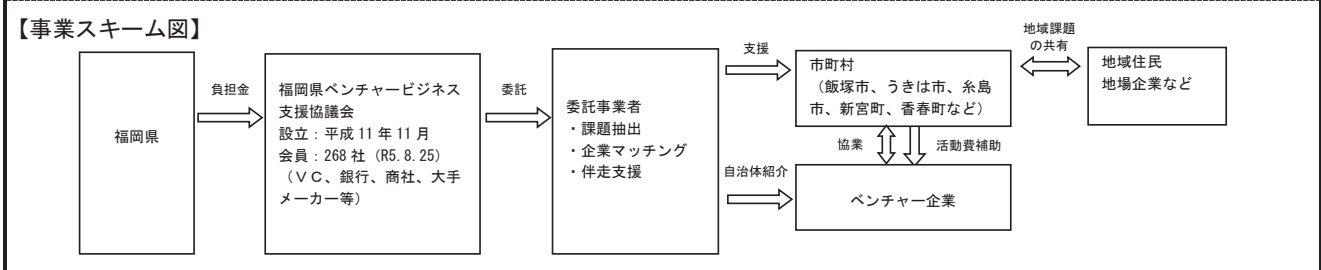 【事業スキーム図】
福岡県
負担金
福岡県ベンチャービジネス
支援協議会
設立：平成 11 年 11 月
会員：268 社（R5.8.25）
（ＶＣ、銀行、商社、大手
メーカー等）
委託
委託事業者
・課題抽出
・企業マッチング
・伴走支援
支援
自治体紹介
市町村
（飯塚市、うきは市、糸島
市、新宮町、香春町など）
協業
活動費補助
ベンチャー企業
地域課題
の共有
地域住民
地場企業など